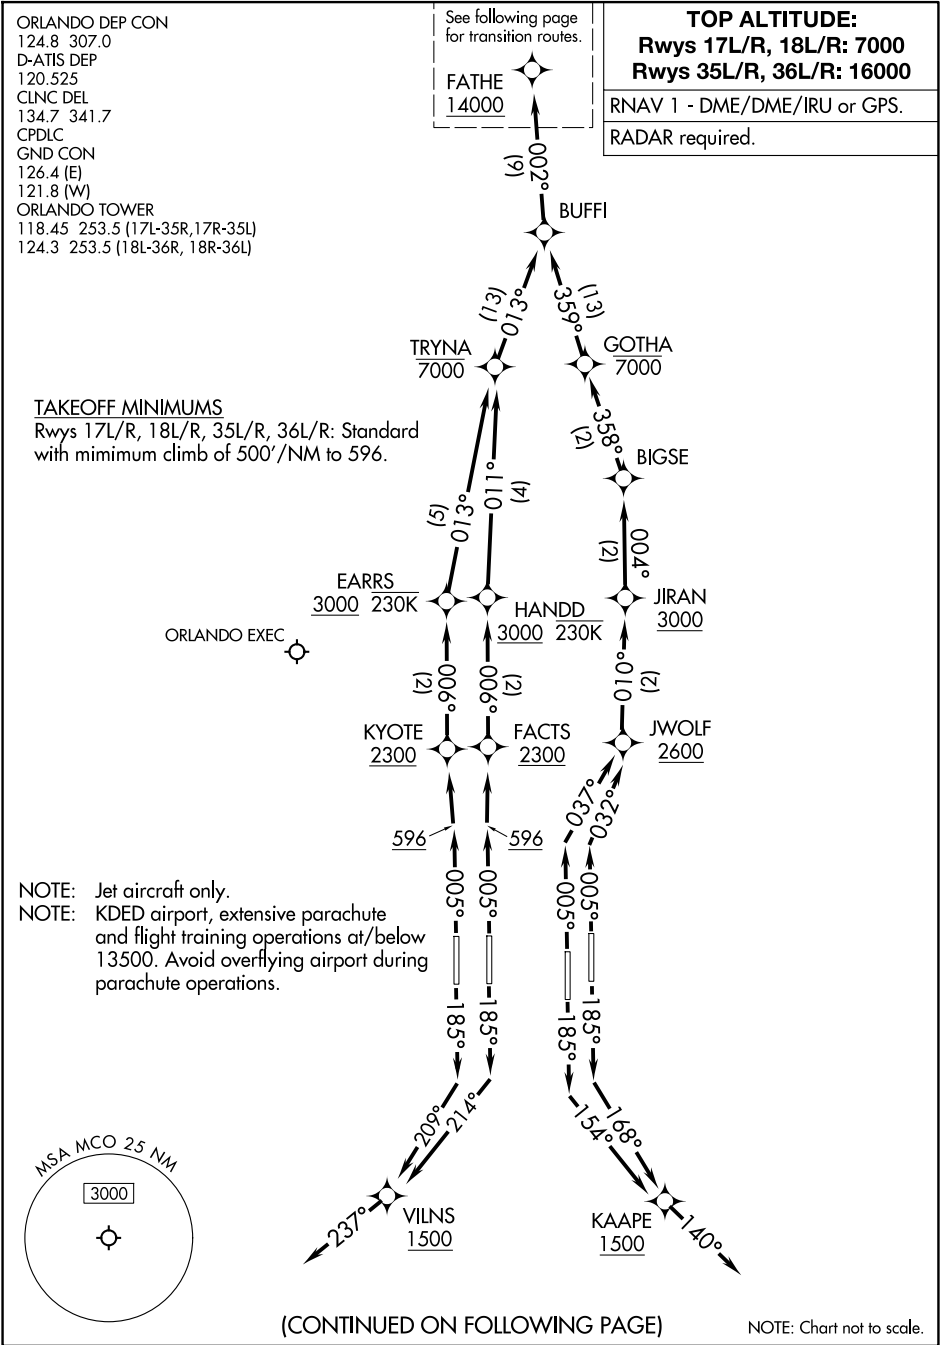 ORLANDO DEP CON
124.8 307.0
D-ATIS DEP
120.525
CLNC DEL
134.7 341.7
CPDLC
GND CON
126.4 (E)
121.8 (W)
ORLANDO TOWER
118.45 253.5 (17L-35R,17R-35L)
124.3 253.5 (18L-36R, 18R-36L)
See following page
for transition routes.
FATHE
14000
TOP ALTITUDE:
Rwys 17L/R, 18L/R: 7000
Rwys 35L/R, 36L/R: 16000
RNAV 1 - DME/DME/IRU or GPS.
RADAR required.
002°
(9)
BUFFI
(13)
013°
(13)
359°
TRYNA
7000
GOTHA
7000
TAKEOFF MINIMUMS
Rwys 17L/R, 18L/R, 35L/R, 36L/R: Standard
with mimimum climb of 500'/NM to 596.
358°
(2)
BIGSE
(5)
013°
011°
(4)
004°
(2)
EARRS
3000 230K
HANDD
3000 230K
JIRAN
3000
ORLANDO EXEC
006°
(2)
006°
(2)
010°
(2)
KYOTE
2300
FACTS
2300
JWOLF
2600
037°
032°
596
596
005°
005°
005°
005°
NOTE: Jet aircraft only.
NOTE: KDED airport, extensive parachute
and flight training operations at/below
13500. Avoid overflying airport during
parachute operations.
185°
185°
185°
185°
209°
214°
154°
168°
MSA MCO 25 NM
3000
237°
VILNS
1500
KAAPE
1500
140°
(CONTINUED ON FOLLOWING PAGE)
NOTE: Chart not to scale.